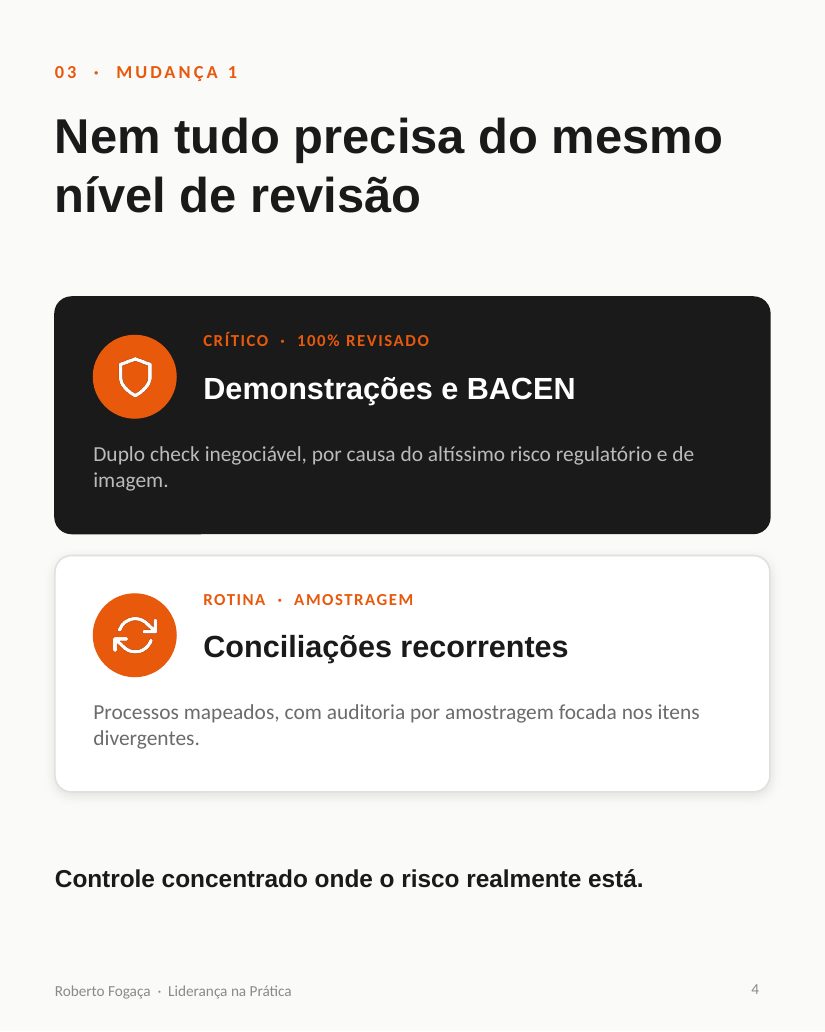 03 · MUDANÇA 1
Nem tudo precisa do mesmo
nível de revisão
CRÍTICO · 100% REVISADO
Demonstrações e BACEN
Duplo check inegociável, por causa do altíssimo risco regulatório e de
imagem.
ROTINA · AMOSTRAGEM
Conciliações recorrentes
Processos mapeados, com auditoria por amostragem focada nos itens
divergentes.
Controle concentrado onde o risco realmente está.
Roberto Fogaça · Liderança na Prática
4